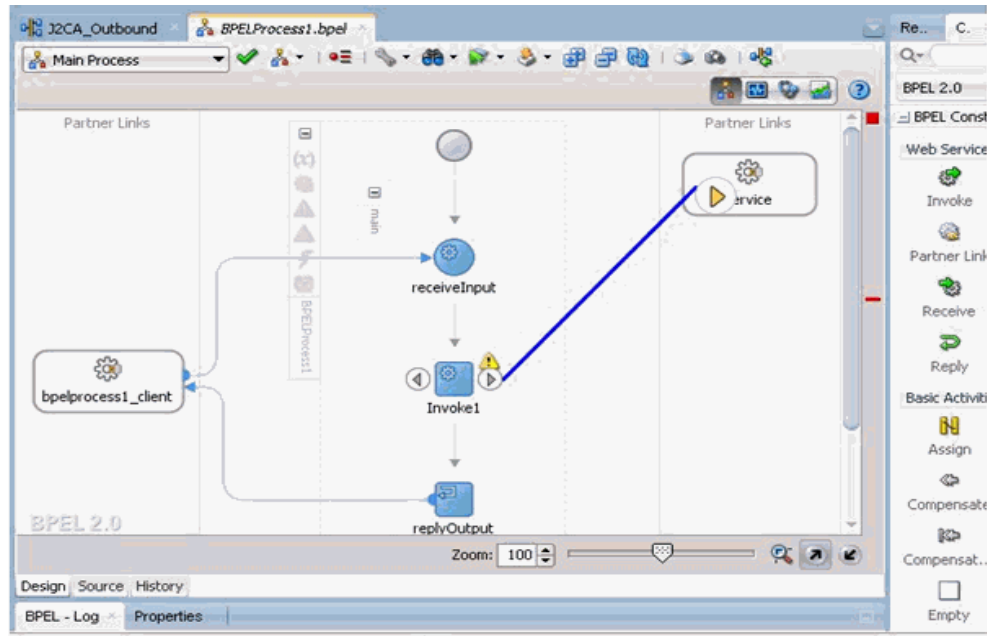 J2CA_Outbound
BPELProcess1.bpel
Re..
C.
Main Process
BPEL 2.0
Partner Links
Partner Links
BPEL Const
Web Service
(x)
main
ervice
Invoke
receiveInput
Partner Link
BPELProcess1
Receive
bpelprocess1_client
Invoke1
Reply
Basic Activiti
Assign
Compensate
BPEL 2.0
replyOutput
Zoom: 100
Compensat...
Design Source History
BPEL - Log
Properties
Empty